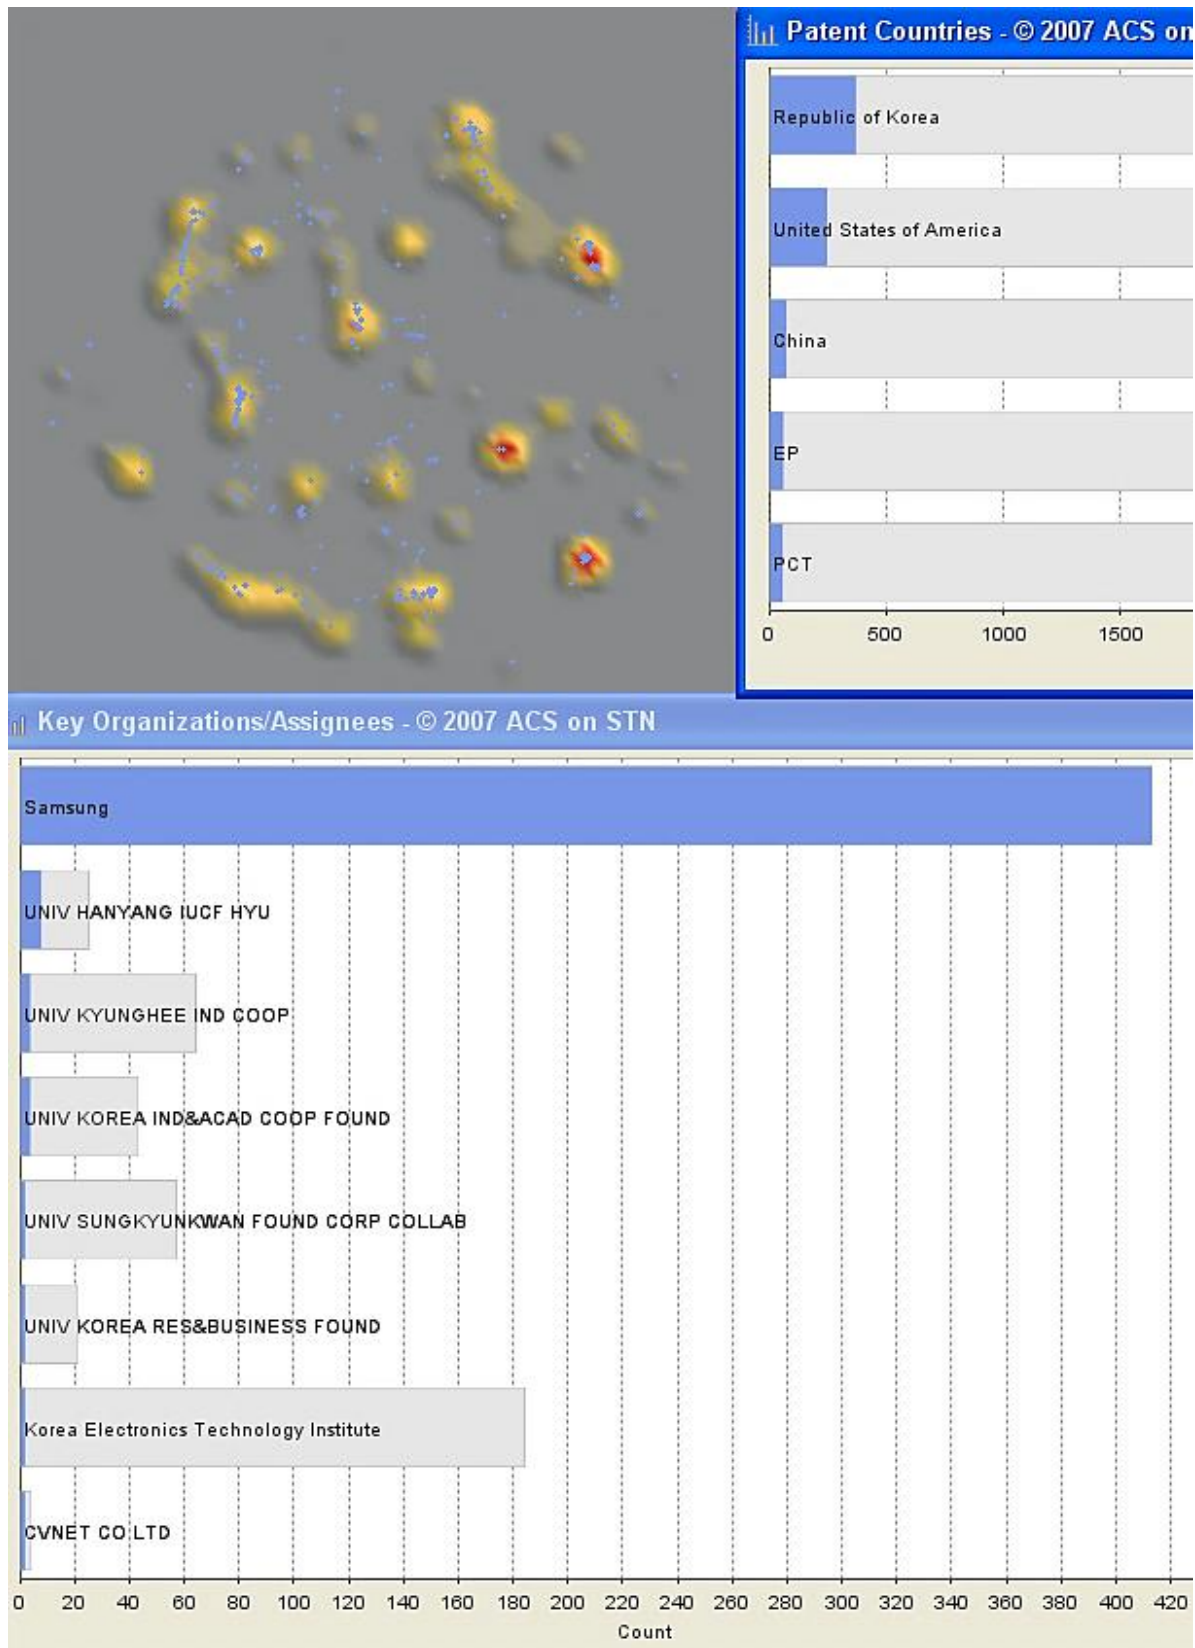 Patent Countries - © 2007 ACS on
Republic of Korea
United States of America
China
EP
PCT
0 500 1000 1500
Key Organizations/Assignees - © 2007 ACS on STN
Samsung
UNIV HANYANG IUCF HYU
UNIV KYUNGHEE IND COOP
UNIV KOREA IND&ACAD COOP FOUND
UNIV SUNGKYUNKWAN FOUND CORP COLLAB
UNIV KOREA RES&BUSINESS FOUND
Korea Electronics Technology Institute
CVNET CO LTD
0 20 40 60 80 100 120 140 160 180 200 220 240 260 280 300 320 340 360 380 400 420
Count